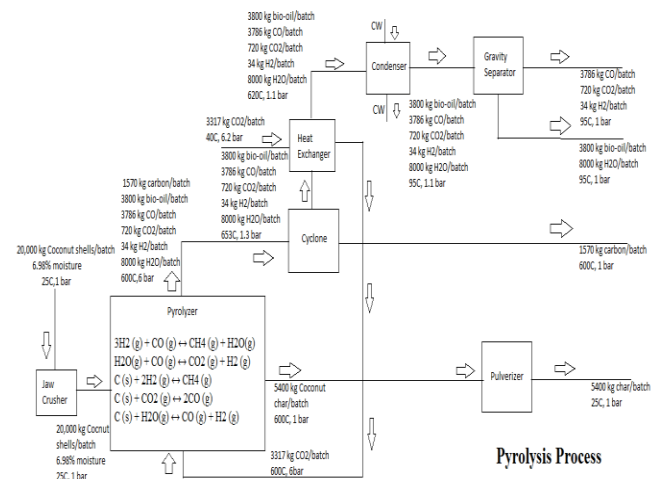 3800 kg bio-oil/batch
3786 kg CO/batch
720 kg CO2/batch
34 kg H2/batch
8000 kg H2O/batch
620C, 1.1 bar
CW
Condenser
CW
Gravity
Separator
3786 kg CO/batch
720 kg CO2/batch
34 kg H2/batch
95C, 1 bar
3800 kg bio-oil/batch
3786 kg CO/batch
720 kg CO2/batch
34 kg H2/batch
8000 kg H2O/batch
95C, 1.1 bar
3800 kg bio-oil/batch
8000 kg H2O/batch
95C, 1 bar
3317 kg CO2/batch
40C, 6.2 bar
Heat
Exchanger
3800 kg bio-oil/batch
3786 kg CO/batch
720 kg CO2/batch
34 kg H2/batch
8000 kg H2O/batch
653C, 1.3 bar
1570 kg carbon/batch
3800 kg bio-oil/batch
3786 kg CO/batch
720 kg CO2/batch
34 kg H2/batch
8000 kg H2O/batch
600C,6 bar
Cyclone
1570 kg carbon/batch
600C, 1 bar
20,000 kg Coconut shells/batch
6.98% moisture
25C,1 bar
Pyrolyzer
3H2 (g) + CO (g) ↔ CH4 (g) + H2O(g)
H2O(g) + CO (g) ↔ CO2 (g) + H2 (g)
C (s) + 2H2 (g) ↔ CH4 (g)
C (s) + CO2 (g) ↔ 2CO (g)
C (s) + H2O(g) ↔ CO (g) + H2 (g)
Jaw
Crusher
20,000 kg Cocnut
shells/batch
6.98% moisture
25C, 1 bar
5400 kg Coconut
char/batch
600C, 1 bar
Pulverizer
5400 kg char/batch
25C, 1 bar
3317 kg CO2/batch
600C, 6bar
Pyrolysis Process